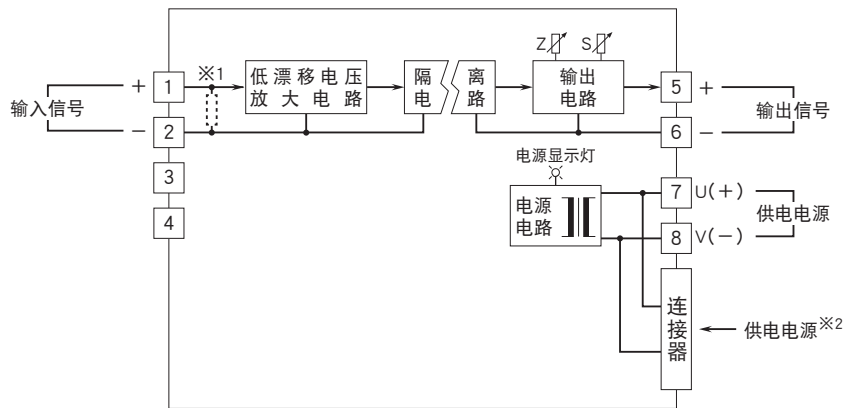 Z S
※1
+ 1 低漂移电压 隔 离 输出 5 +
放大电路 电 路 电路
输入信号 输出信号
− 2 6 −
电源显示灯
3 7 U(+)
电源
电路 供电电源
4 8 V(−)
连
接
器
供电电源※2